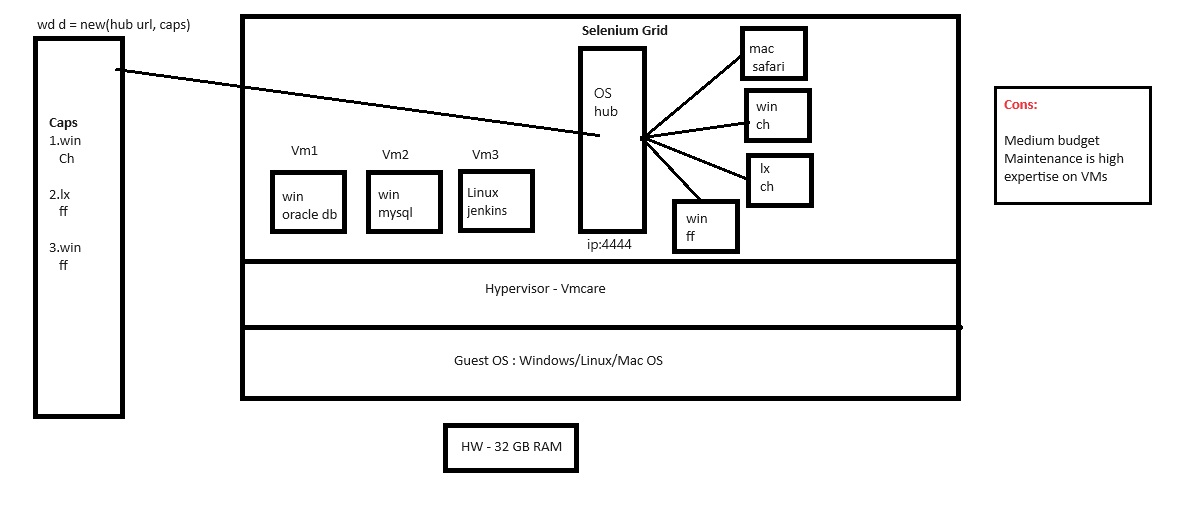 wd d = new(hub url, caps)
Caps
1.win
Ch
2.lx
ff
3.win
ff
Selenium Grid
OS
hub
ip:4444
mac
safari
win
ch
lx
ch
win
ff
Vm1
win
oracle db
Vm2
win
mysql
Vm3
Linux
jenkins
Hypervisor - Vmcare
Guest OS : Windows/Linux/Mac OS
HW - 32 GB RAM
Cons:
Medium budget
Maintenance is high
expertise on VMs